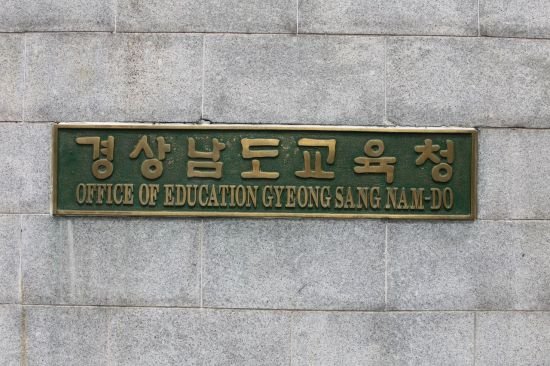 경상남도교육청
OFFICE OF EDUCATION GYEONG SANG NAM-DO